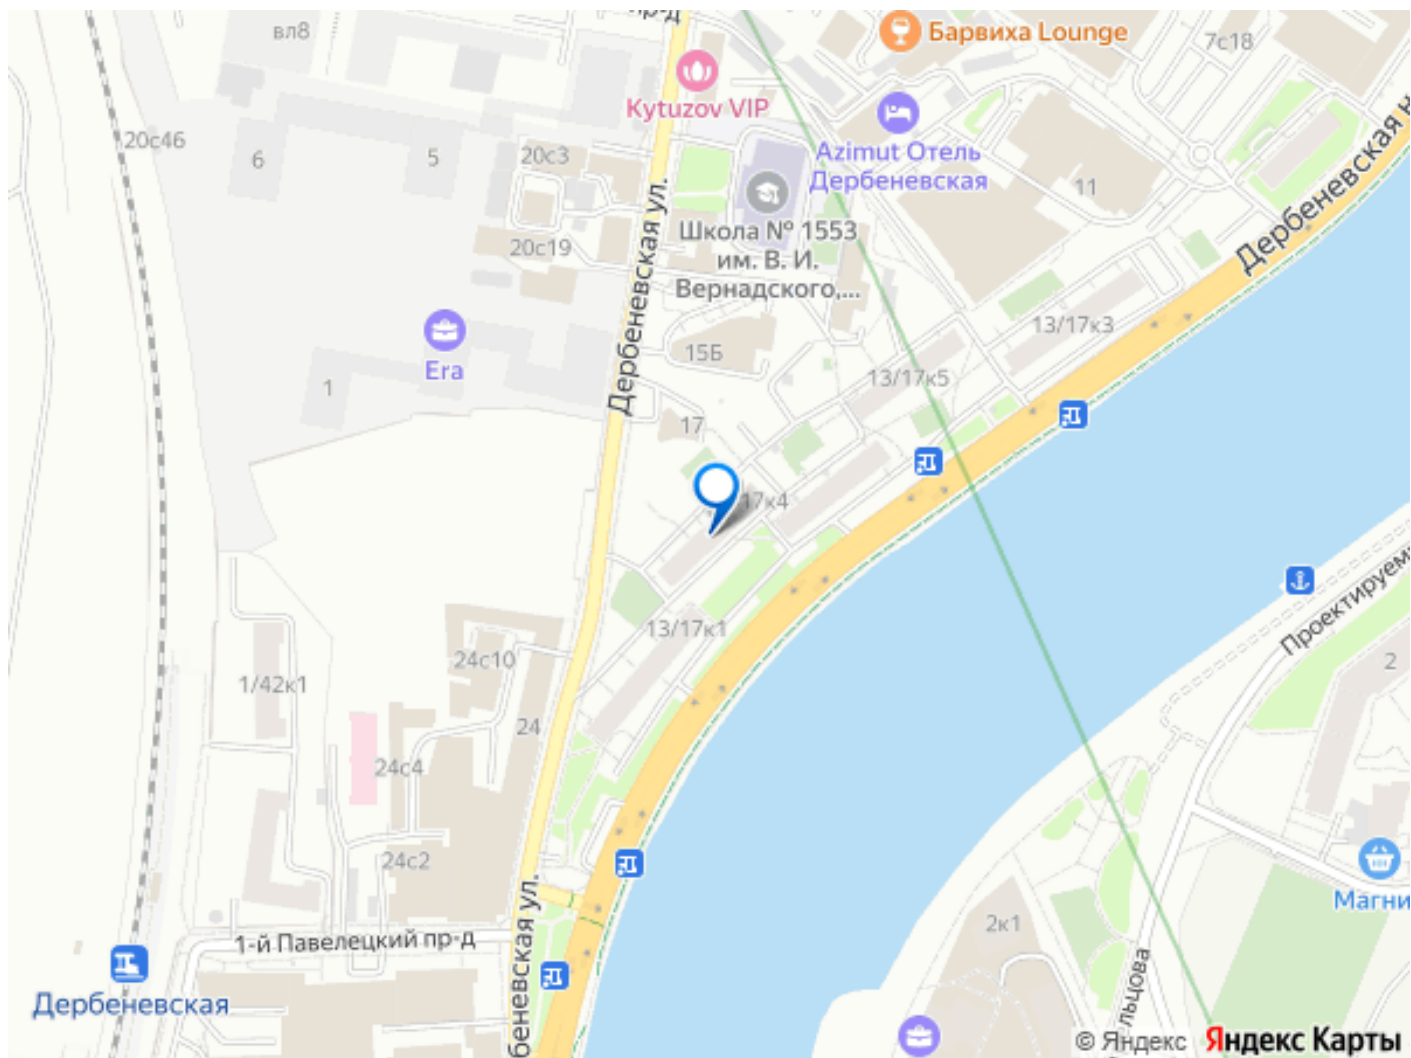 пр-д
вл8
Барвиха Lounge
7с18
Kytuzov VIP
20с46
6
5
20с3
Azimut Отель
Дербеневская
11
Дербеневская н
Дербеневская ул.
Школа № 1553
им. В. И.
Вернадского,...
20с19
Era
1
15Б
13/17к3
13/17к5
17
17к4
13/17к1
Проектируем
2
24с10
1/42к1
24
24с4
24с2
Магни
2к1
1-й Павелецкий пр-д
беневская ул.
льцова
Дербеневская
© Яндекс Яндекс Карты